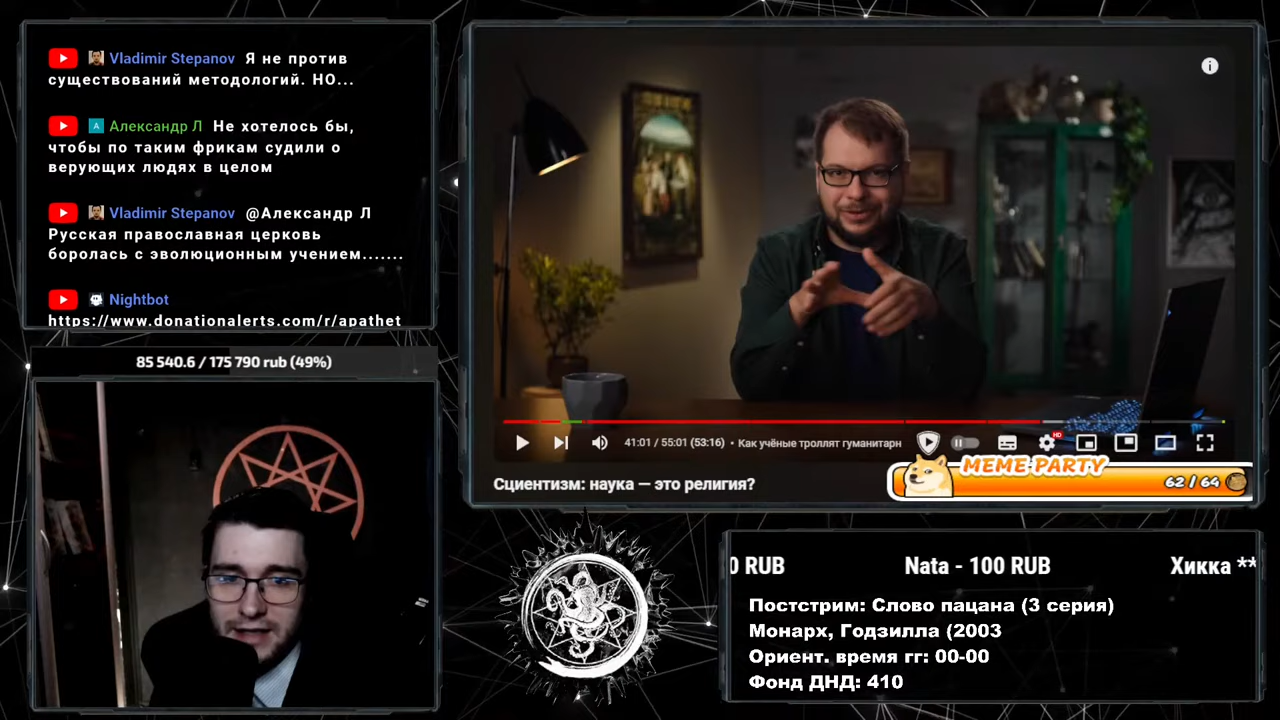 Vladimir Stepanov Я не против
существований методологий. НО...
А Александр Л Не хотелось бы,
чтобы по таким фрикам судили о
верующих людях в целом
Vladimir Stepanov @Александр Л
Русская православная церковь
боролась с эволюционным учением.......
Nightbot
https://www.donationalerts.com/r/apathet
85 540.6 / 175 790 rub (49%)
41:01 / 55:01 (53:16) • Как учёные троллят гуманитарн
HD
Сциентизм: наука — это религия?
MEME PARTY
62 / 64
0 RUB Nata - 100 RUB Хикка **
Постстрим: Слово пацана (3 серия)
Монарх, Годзилла (2003
Ориент. время гг: 00-00
Фонд ДНД: 410